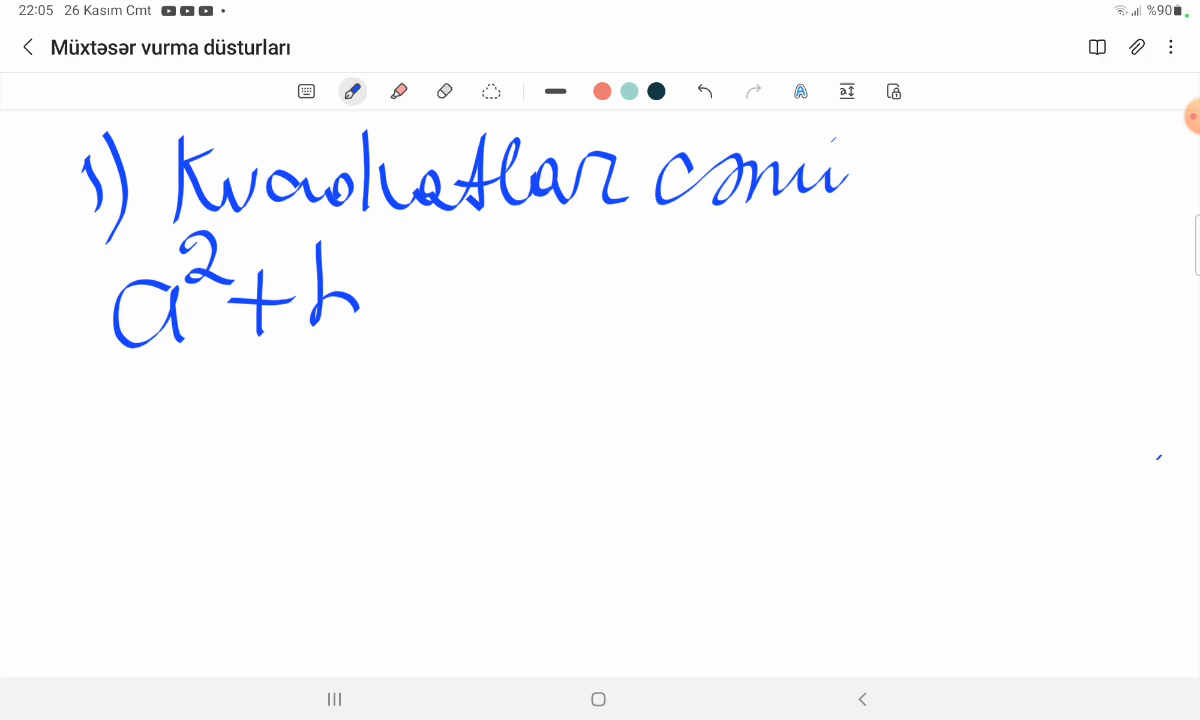 22:05 26 Kasım Cmt %90
Müxtəsər vurma düsturları
1) Kvadratlar cəmi
a²+h